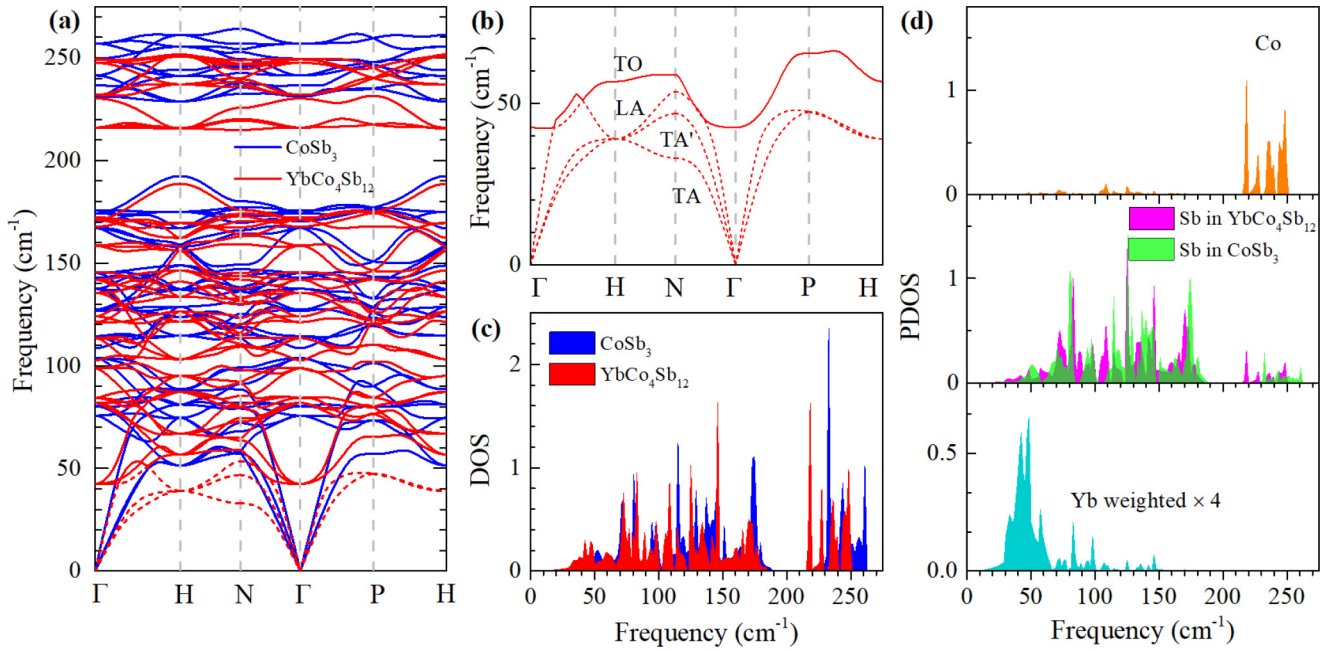 (a)
250
200
150
100
50
0
Frequency (cm⁻¹)
CoSb₃
YbCo₄Sb₁₂
Γ H N Γ P H
(b)
50
0
Frequency (cm⁻¹)
TO
LA
TA'
TA
Γ H N Γ P H
(c)
2
1
0
DOS
CoSb₃
YbCo₄Sb₁₂
0 50 100 150 200 250
Frequency (cm⁻¹)
(d)
1
0
Co
1
0
PDOS
Sb in YbCo₄Sb₁₂
Sb in CoSb₃
0.5
0.0
Yb weighted × 4
0 50 100 150 200 250
Frequency (cm⁻¹)